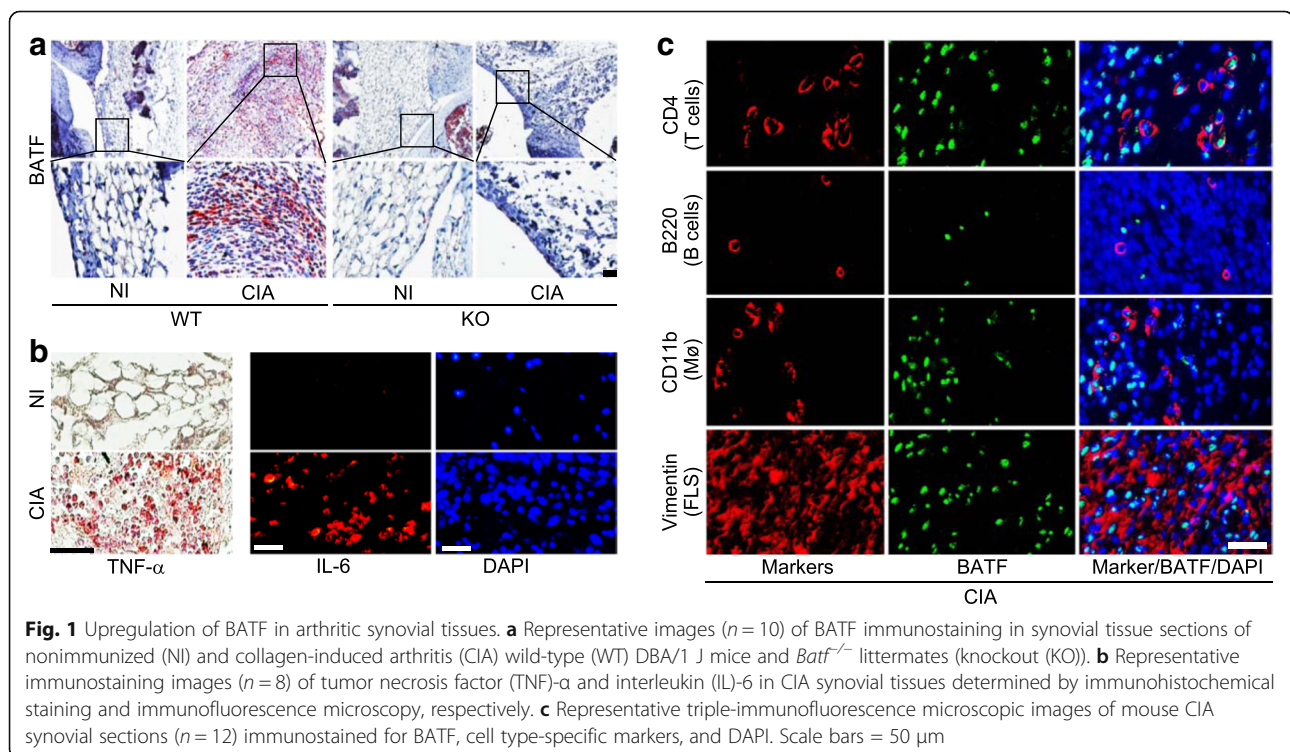 a
BATF
NI
CIA
NI
CIA
WT
KO
b
NI
CIA
TNF-α
IL-6
DAPI
c
CD4
(T cells)
B220
(B cells)
CD11b
(Mø)
Vimentin
(FLS)
Markers
BATF
Marker/BATF/DAPI
CIA
Fig. 1 Upregulation of BATF in arthritic synovial tissues. a Representative images (n = 10) of BATF immunostaining in synovial tissue sections of
nonimmunized (NI) and collagen-induced arthritis (CIA) wild-type (WT) DBA/1 J mice and Batf−/− littermates (knockout (KO)). b Representative
immunostaining images (n = 8) of tumor necrosis factor (TNF)-α and interleukin (IL)-6 in CIA synovial tissues determined by immunohistochemical
staining and immunofluorescence microscopy, respectively. c Representative triple-immunofluorescence microscopic images of mouse CIA
synovial sections (n = 12) immunostained for BATF, cell type-specific markers, and DAPI. Scale bars = 50 μm